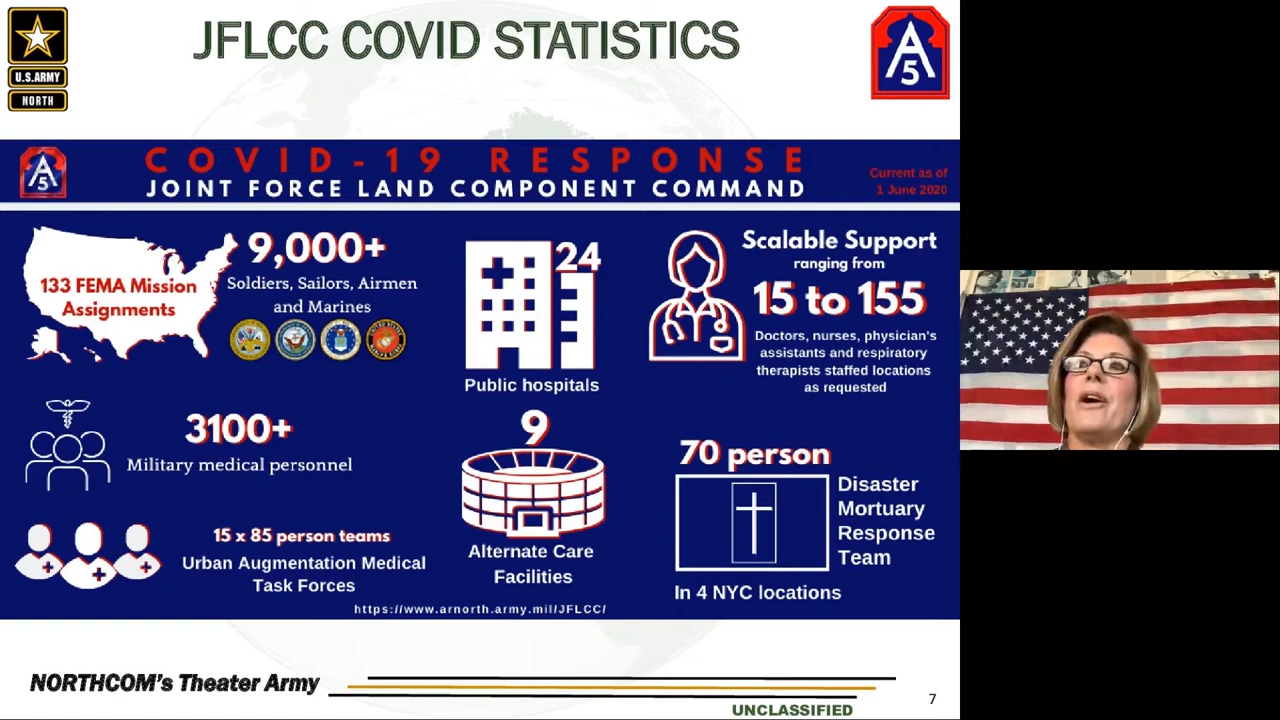 JFLCC COVID STATISTICS
U.S.ARMY
NORTH
A
5
A
5
COVID-19 RESPONSE
JOINT FORCE LAND COMPONENT COMMAND
Current as of
1 June 2020
133 FEMA Mission
Assignments
9,000+
Soldiers, Sailors, Airmen
and Marines
24
Public hospitals
Scalable Support
ranging from
15 to 155
Doctors, nurses, physician's
assistants and respiratory
therapists staffed locations
as requested
3100+
Military medical personnel
9
Alternate Care
Facilities
70 person
Disaster
Mortuary
Response
Team
In 4 NYC locations
15 x 85 person teams
Urban Augmentation Medical
Task Forces
https://www.arnorth.army.mil/JFLCC/
NORTHCOM's Theater Army
7
UNCLASSIFIED